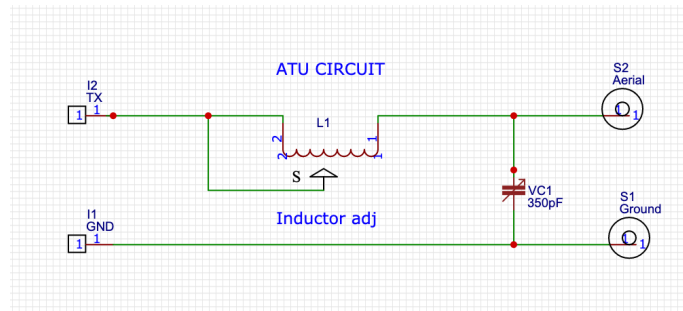 ATU CIRCUIT
I2
TX
1
1
L1
2
2
1
1
S
S2
Aerial
1
1
VC1
350pF
Inductor adj
I1
GND
1
1
S1
Ground
1
1